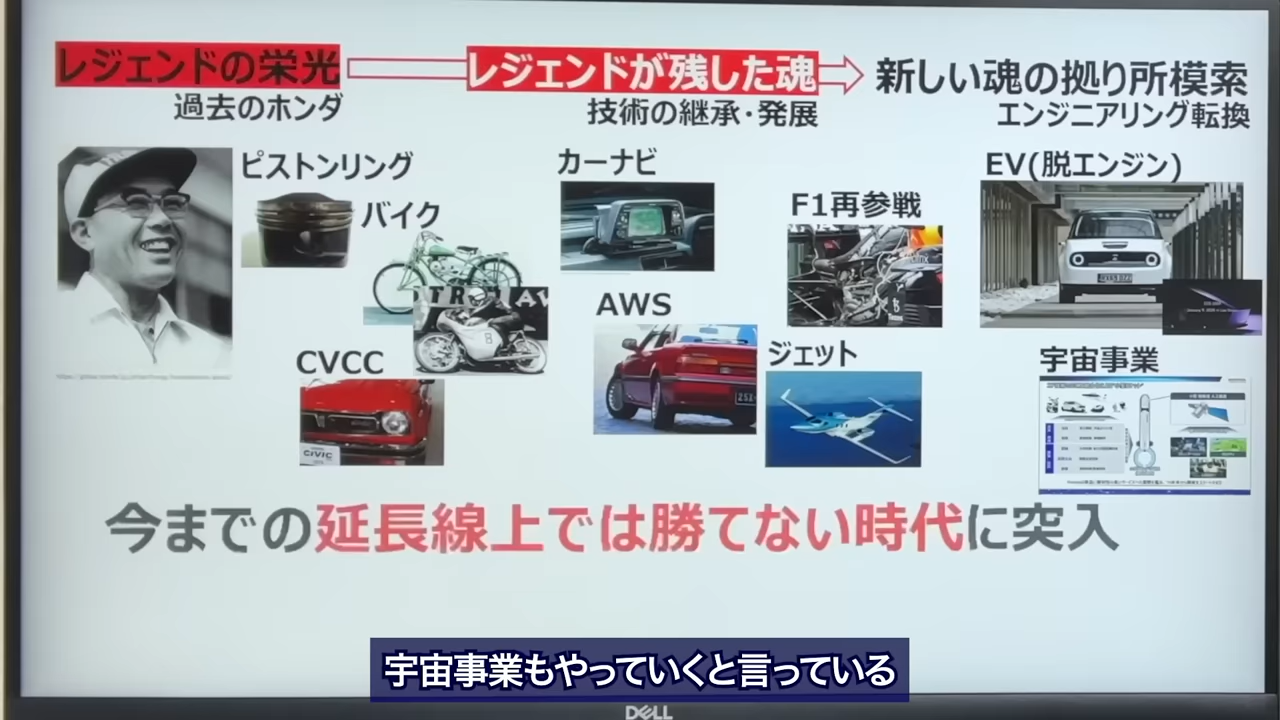 レジェンドの栄光
レジェンドが残した魂
新しい魂の拠り所模索
過去のホンダ
技術の継承・発展
エンジニアリング転換
ピストンリング
バイク
CVCC
CIVIC
カーナビ
AWS
F1再参戦
ジェット
EV(脱エンジン)
宇宙事業
今までの延長線上では勝てない時代に突入
宇宙事業もやっていくと言っている
DELL